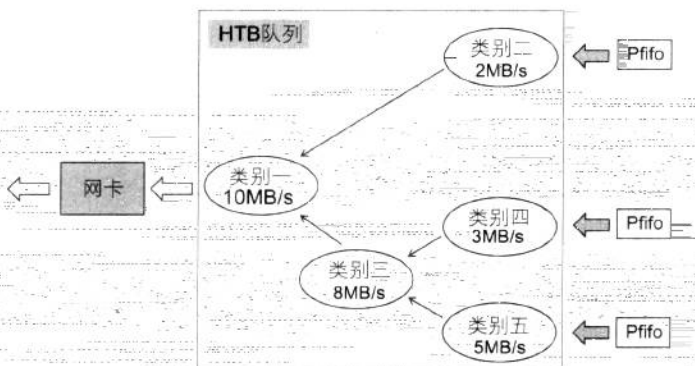 HTB队列
类别二
2MB/s
Pfifo
类别一
10MB/s
网卡
类别四
3MB/s
Pfifo
类别三
8MB/s
类别五
5MB/s
Pfifo